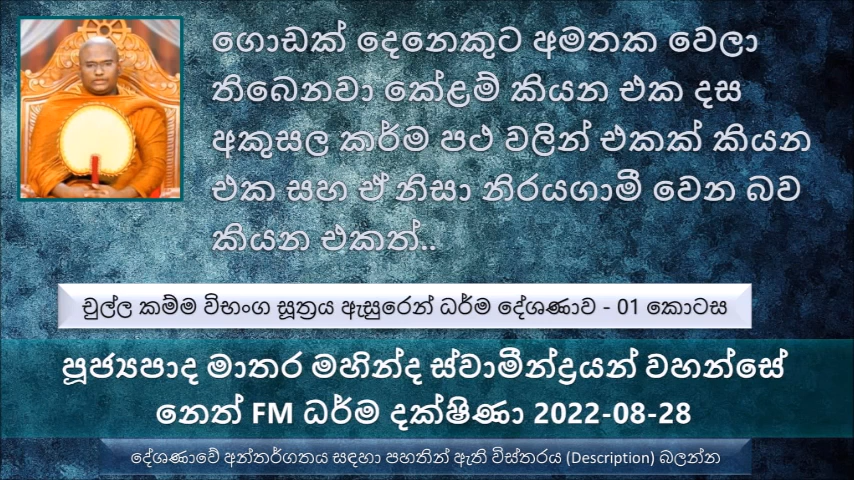 ගොඩක් දෙනෙකුට අමතක වෙලා
තිබෙනවා කේළම් කියන එක දස
අකුසල කර්ම පථ වලින් එකක් කියන
එක සහ ඒ නිසා නිරයගාමී වෙන බව
කියන එකත්..
චුල්ල කම්ම විභංග සූත්‍රය ඇසුරෙන් ධර්ම දේශණාව - 01 කොටස
පූජ්‍යපාද මාතර මහින්ද ස්වාමීන්ද්‍රයන් වහන්සේ
නෙත් FM ධර්ම දක්ෂිණා 2022-08-28
දේශණාවේ අන්තර්ගතය සඳහා පහතින් ඇති විස්තරය (Description) බලන්න